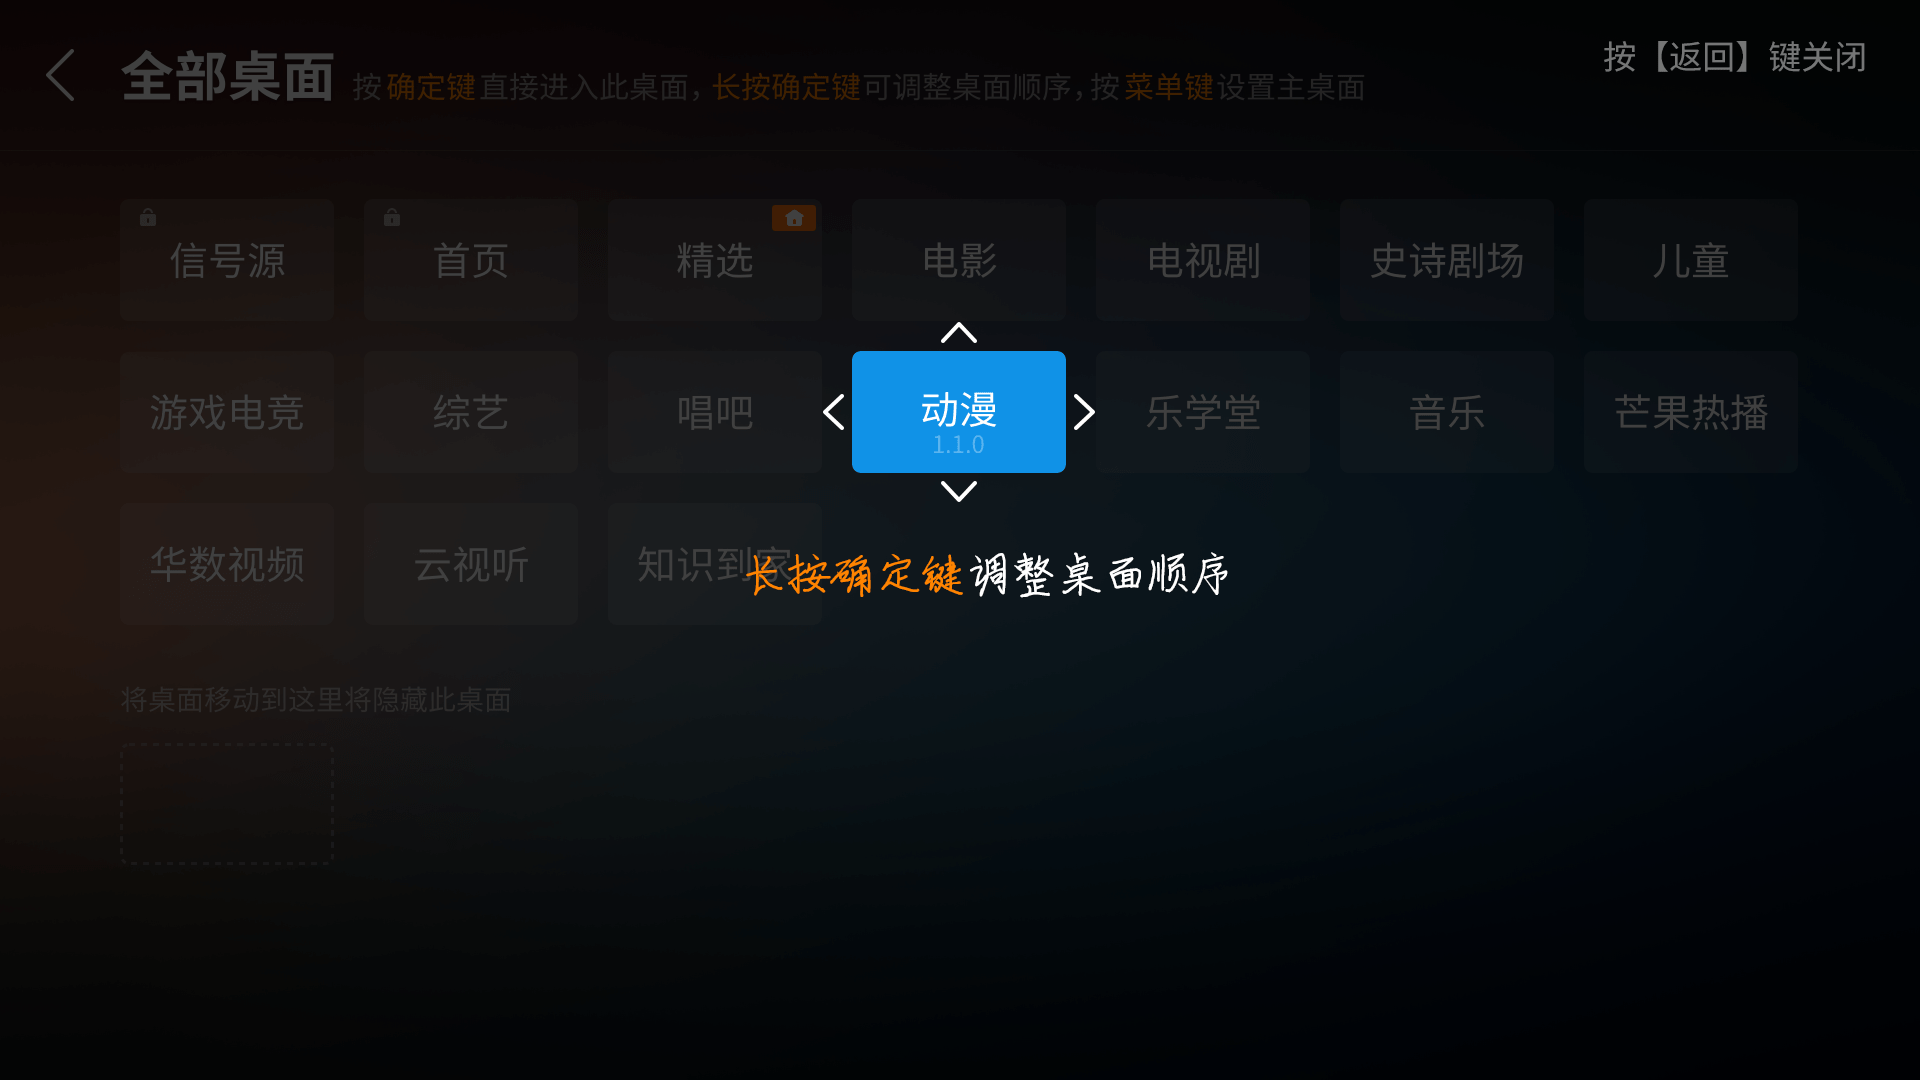 按【返回】键关闭
全部桌面 按确定键直接进入此桌面，长按确定键可调整桌面顺序，按菜单键设置主桌面
信号源 首页 精选 电影 电视剧 史诗剧场 儿童
游戏电竞 综艺 唱吧 动漫 乐学堂 音乐 芒果热播
1.1.0
华数视频 云视听 知识到家
长按确定键调整桌面顺序
将桌面移动到这里将隐藏此桌面